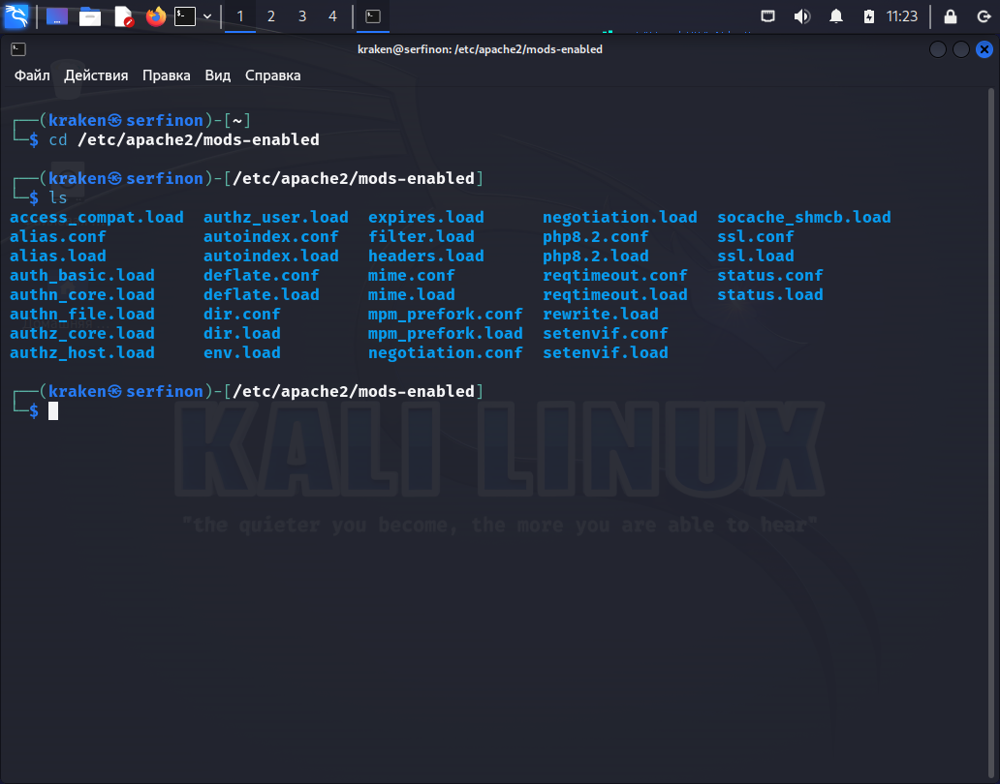 1 2 3 4 11:23
kraken@serfinon: /etc/apache2/mods-enabled
Файл Действия Правка Вид Справка
┌──(kraken㉿serfinon)-[~]
└─$ cd /etc/apache2/mods-enabled
┌──(kraken㉿serfinon)-[/etc/apache2/mods-enabled]
└─$ ls
access_compat.load authz_user.load expires.load negotiation.load socache_shmcb.load
alias.conf autoindex.conf filter.load php8.2.conf ssl.conf
alias.load autoindex.load headers.load php8.2.load ssl.load
auth_basic.load deflate.conf mime.conf reqtimeout.conf status.conf
authn_core.load deflate.load mime.load reqtimeout.load status.load
authn_file.load dir.conf mpm_prefork.conf rewrite.load
authz_core.load dir.load mpm_prefork.load setenvif.conf
authz_host.load env.load negotiation.conf setenvif.load
┌──(kraken㉿serfinon)-[/etc/apache2/mods-enabled]
└─$
KALI LINUX
"the quieter you become, the more you are able to hear"